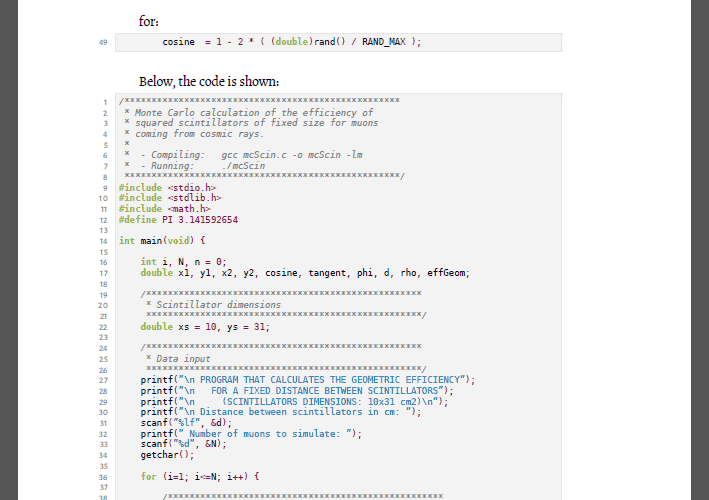 for:
49 cosine = 1 - 2 * ( (double)rand() / RAND_MAX );
Below, the code is shown:
1 /***************************************************
2 * Monte Carlo calculation of the efficiency of
3 * squared scintillators of fixed size for muons
4 * coming from cosmic rays.
5 *
6 * - Compiling: gcc mcScin.c -o mcScin -lm
7 * - Running: ./mcScin
8 ***************************************************/
9 #include <stdio.h>
10 #include <stdlib.h>
11 #include <math.h>
12 #define PI 3.141592654
13
14 int main(void) {
15
16 int i, N, n = 0;
17 double x1, y1, x2, y2, cosine, tangent, phi, d, rho, effGeom;
18
19 /***************************************************
20 * Scintillator dimensions
21 ***************************************************/
22 double xs = 10, ys = 31;
23
24 /***************************************************
25 * Data input
26 ***************************************************/
27 printf("\n PROGRAM THAT CALCULATES THE GEOMETRIC EFFICIENCY");
28 printf("\n FOR A FIXED DISTANCE BETWEEN SCINTILLATORS");
29 printf("\n (SCINTILLATORS DIMENSIONS: 10x31 cm2)\n");
30 printf("\n Distance between scintillators in cm: ");
31 scanf("%lf", &d);
32 printf(" Number of muons to simulate: ");
33 scanf("%d", &N);
34 getchar();
35
36 for (i=1; i<=N; i++) {
37
38 /***************************************************